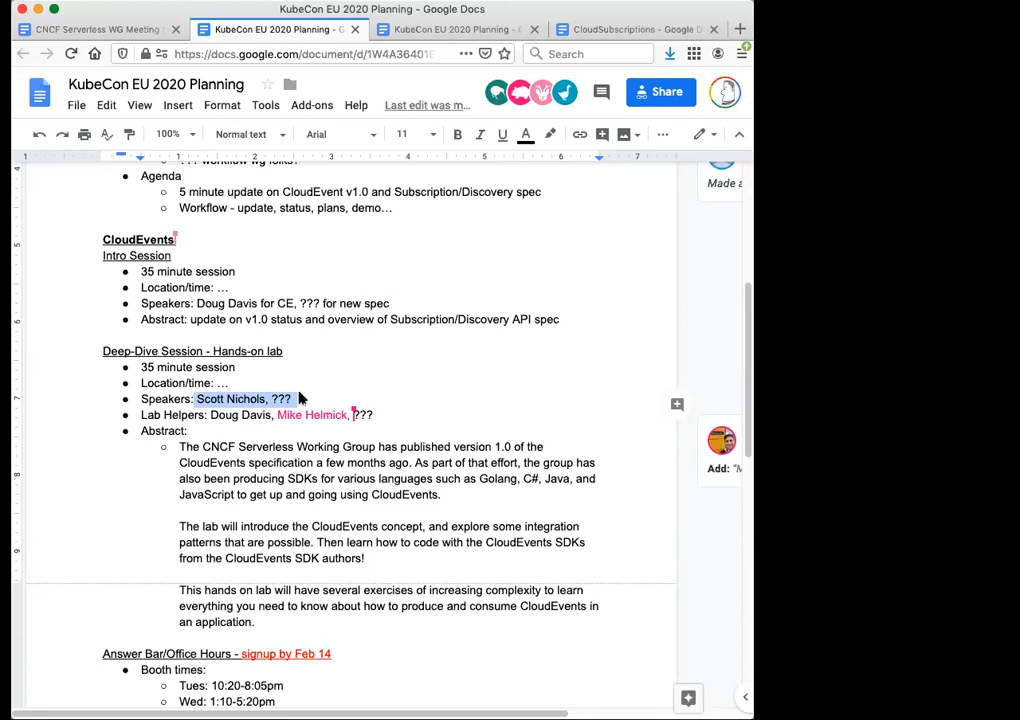 KubeCon EU 2020 Planning - Google Docs
CNCF Serverless WG Meeting
KubeCon EU 2020 Planning - G
KubeCon EU 2020 Planning - G
CloudSubscriptions - Google D
https://docs.google.com/document/d/1W4A36401E
Search
KubeCon EU 2020 Planning
File Edit View Insert Format Tools Add-ons Help Last edit was m...
Share
100% Normal text Arial 11
1 1 2 3 4 5 6 7
??? workflow wg folks?
Made a
Agenda
5 minute update on CloudEvent v1.0 and Subscription/Discovery spec
Workflow - update, status, plans, demo…
CloudEvents
Intro Session
35 minute session
Location/time: …
Speakers: Doug Davis for CE, ??? for new spec
Abstract: update on v1.0 status and overview of Subscription/Discovery API spec
Deep-Dive Session - Hands-on lab
35 minute session
Location/time: …
Speakers: Scott Nichols, ???
Lab Helpers: Doug Davis, Mike Helmick, ???
Abstract:
The CNCF Serverless Working Group has published version 1.0 of the
CloudEvents specification a few months ago. As part of that effort, the group has
also been producing SDKs for various languages such as Golang, C#, Java, and
JavaScript to get up and going using CloudEvents.
Add: "M
The lab will introduce the CloudEvents concept, and explore some integration
patterns that are possible. Then learn how to code with the CloudEvents SDKs
from the CloudEvents SDK authors!
This hands on lab will have several exercises of increasing complexity to learn
everything you need to know about how to produce and consume CloudEvents in
an application.
Answer Bar/Office Hours - signup by Feb 14
Booth times:
Tues: 10:20-8:05pm
Wed: 1:10-5:20pm